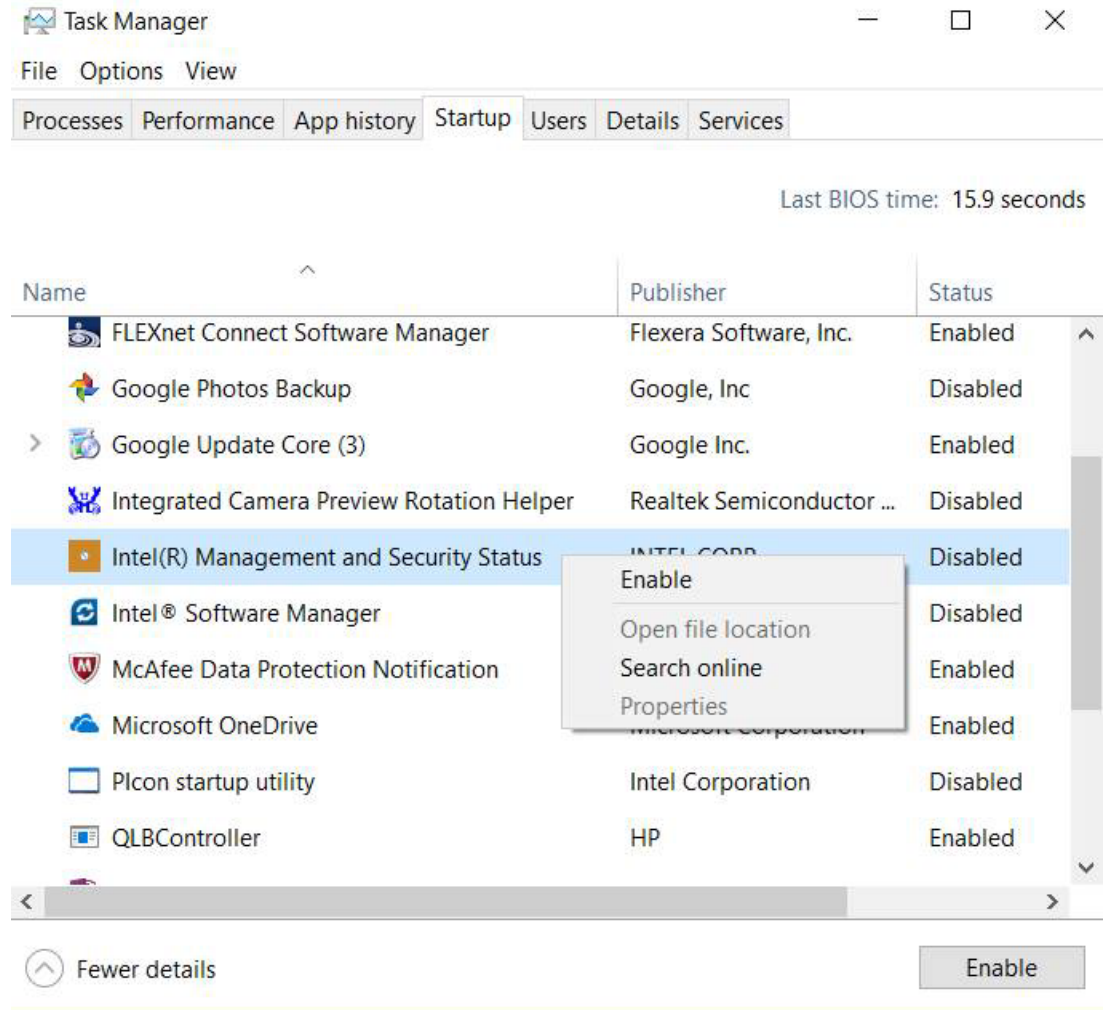 Task Manager
File Options View
Processes Performance App history Startup Users Details Services
Last BIOS time: 15.9 seconds
Name Publisher Status
FLEXnet Connect Software Manager Flexera Software, Inc. Enabled
Google Photos Backup Google, Inc Disabled
Google Update Core (3) Google Inc. Enabled
Integrated Camera Preview Rotation Helper Realtek Semiconductor ... Disabled
Intel(R) Management and Security Status INTEL CORP Disabled
Enable
Open file location
Search online
Properties
Intel® Software Manager Disabled
McAfee Data Protection Notification Enabled
Microsoft OneDrive Microsoft Corporation Enabled
PIcon startup utility Intel Corporation Disabled
QLBController HP Enabled
Fewer details Enable